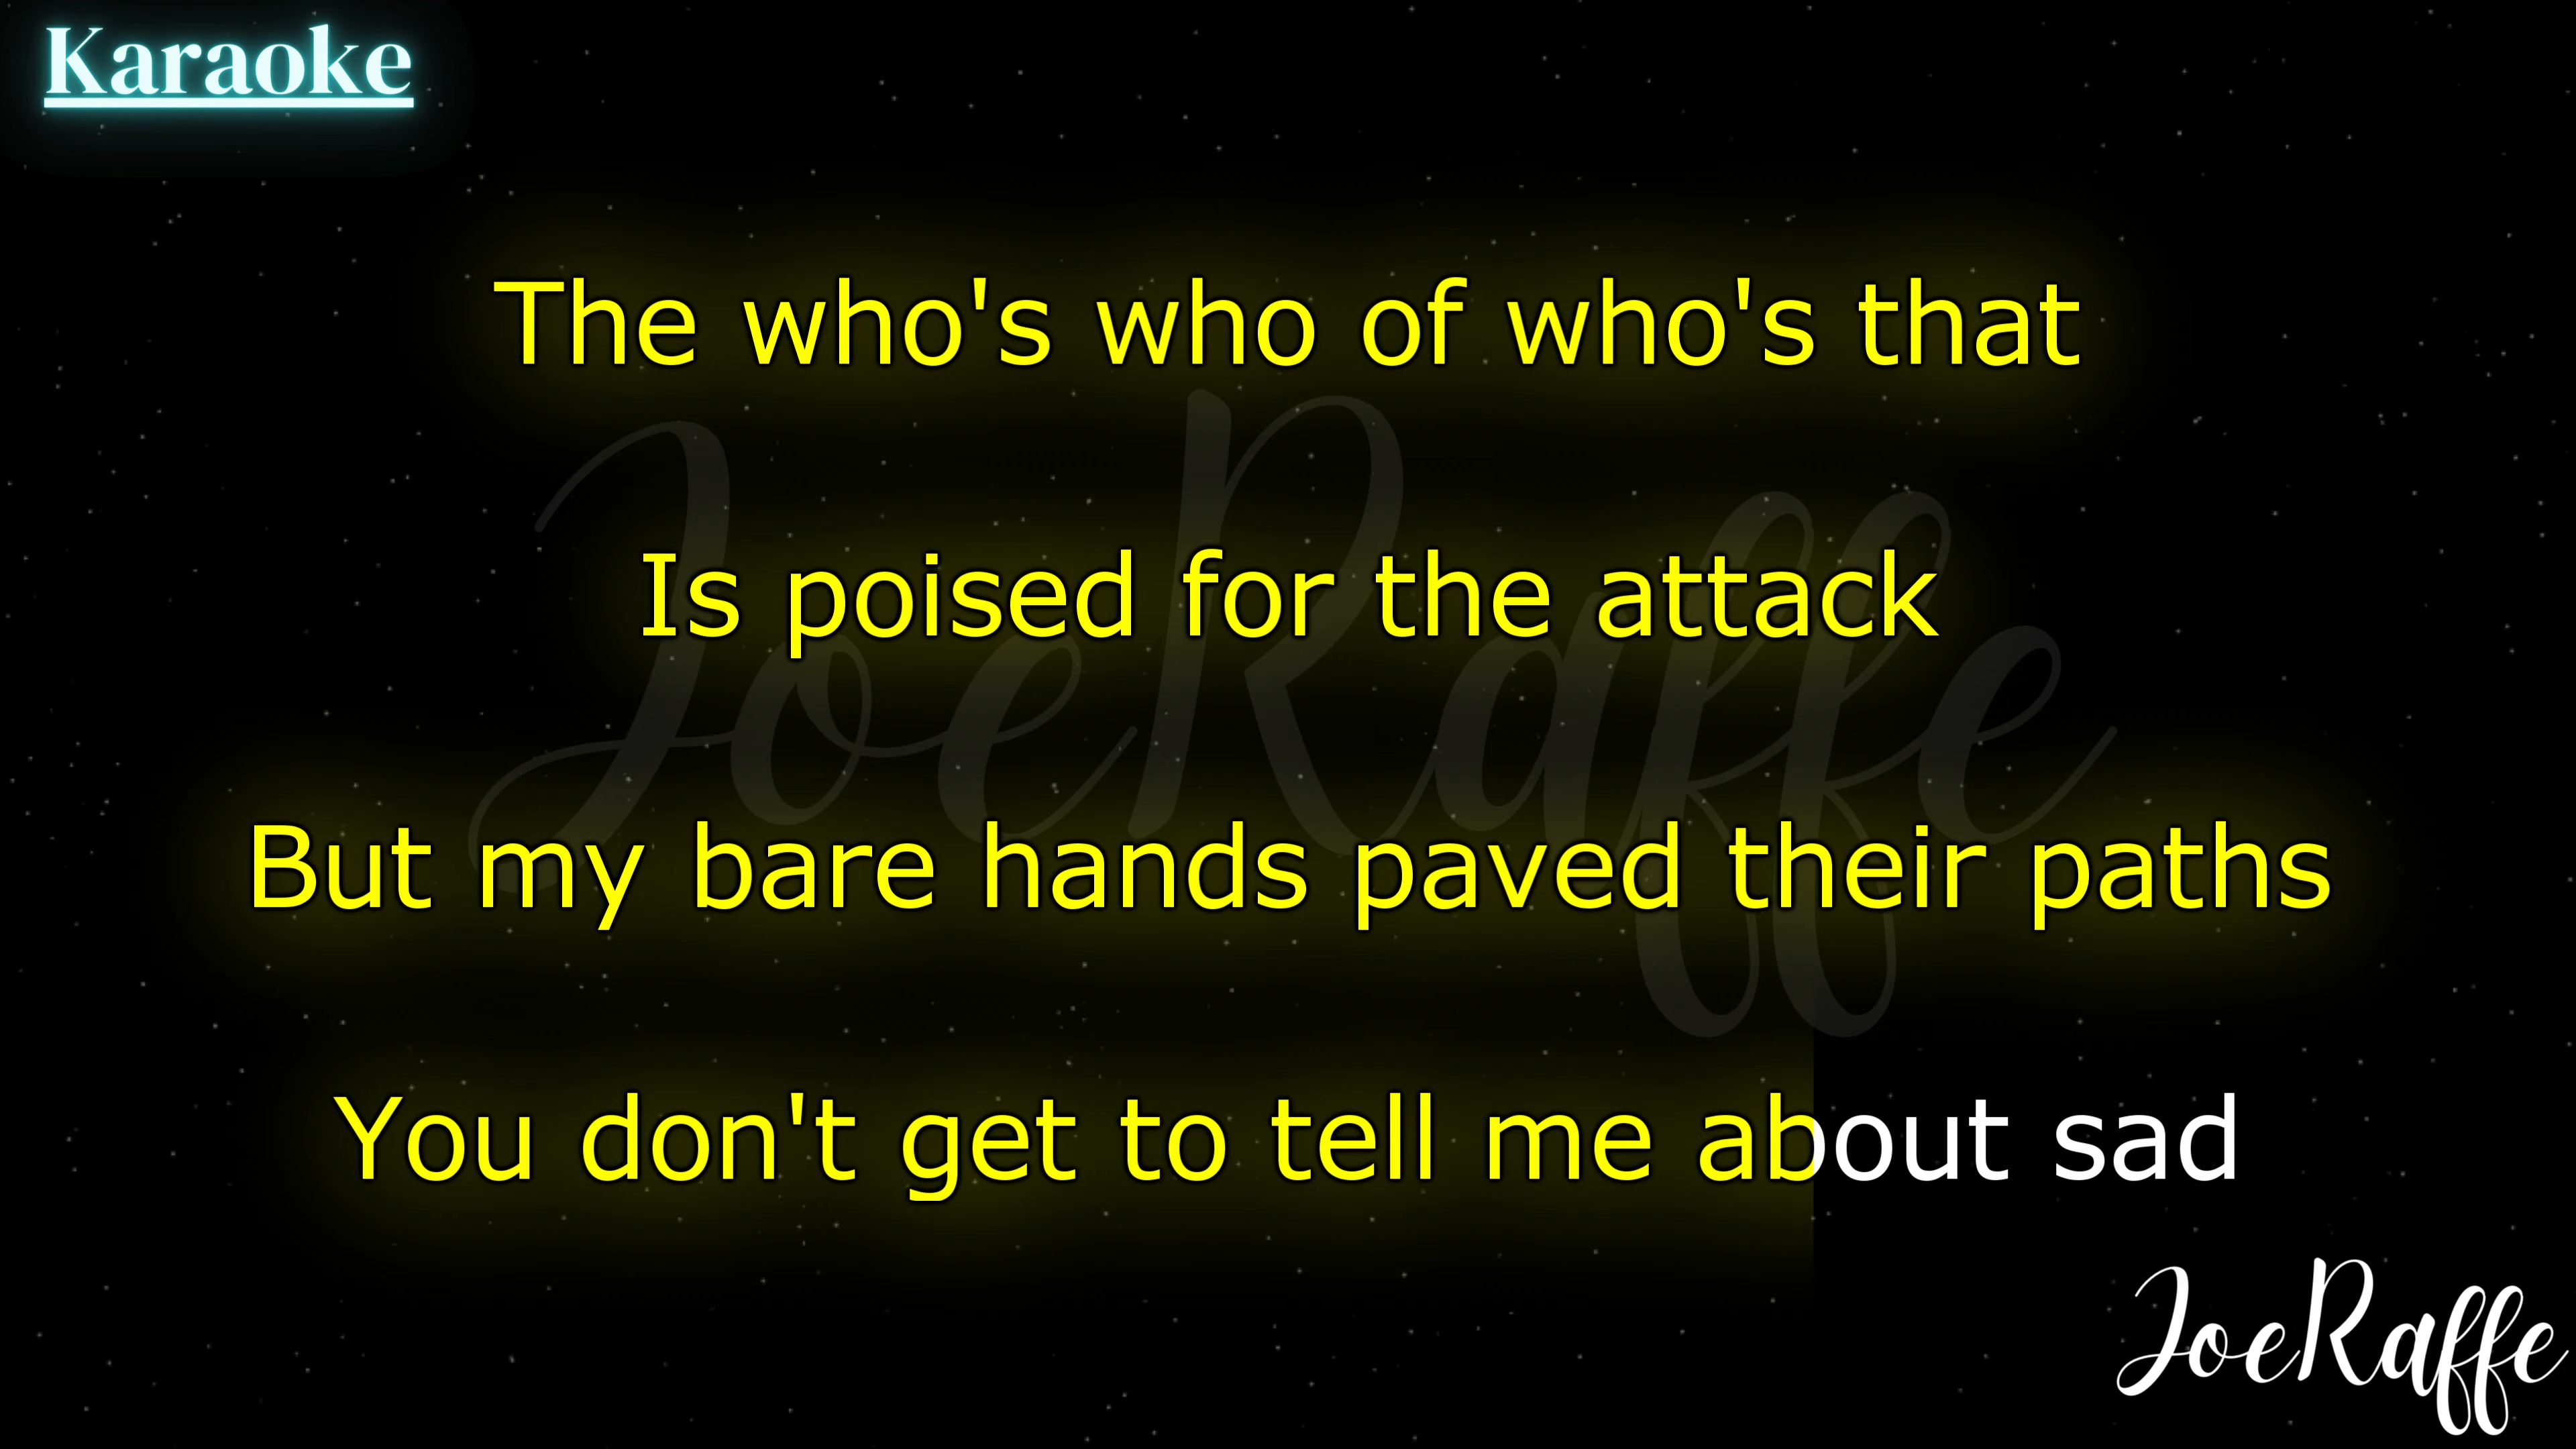 Karaoke
The who's who of who's that
Is poised for the attack
But my bare hands paved their paths
You don't get to tell me about sad
JoeRaffe
JoeRaffe